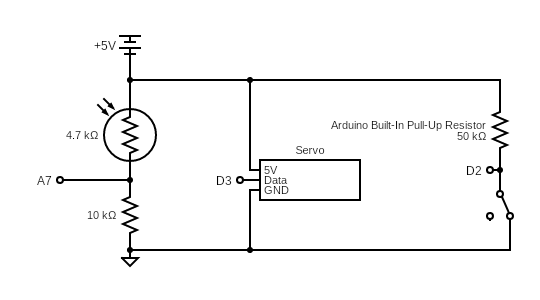 +5V
Arduino Built-In Pull-Up Resistor
50 kΩ
4.7 kΩ
Servo
5V
Data
GND
D2
A7
D3
10 kΩ